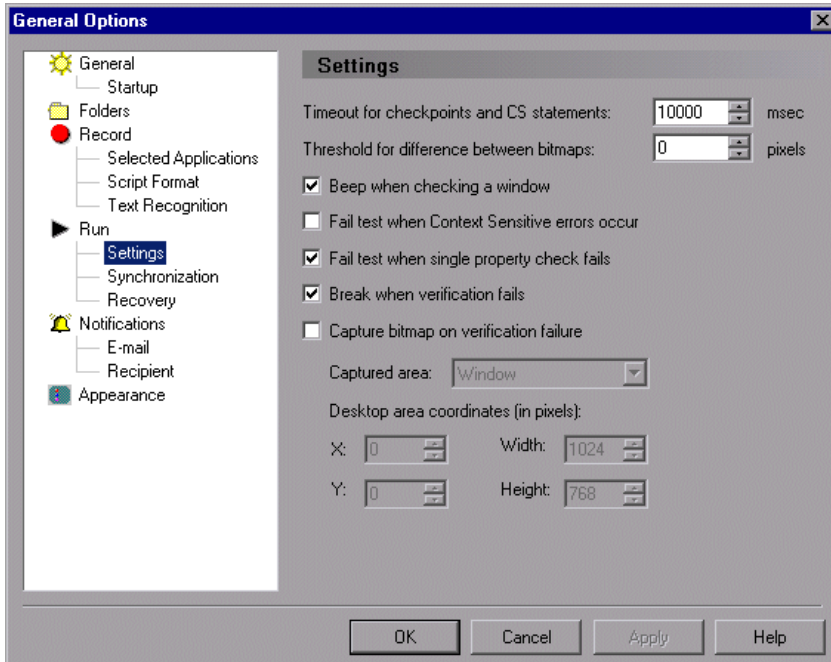 General Options
General
Startup
Folders
Record
Selected Applications
Script Format
Text Recognition
Run
Settings
Synchronization
Recovery
Notifications
E-mail
Recipient
Appearance
Settings
Timeout for checkpoints and CS statements: 10000 msec
Threshold for difference between bitmaps: 0 pixels
Beep when checking a window
Fail test when Context Sensitive errors occur
Fail test when single property check fails
Break when verification fails
Capture bitmap on verification failure
Captured area: Window
Desktop area coordinates (in pixels):
X: 0 Width: 1024
Y: 0 Height: 768
OK Cancel Apply Help